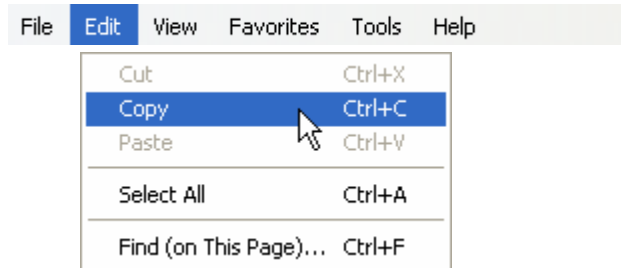 File Edit View Favorites Tools Help
Cut Ctrl+X
Copy Ctrl+C
Paste Ctrl+V
Select All Ctrl+A
Find (on This Page)... Ctrl+F